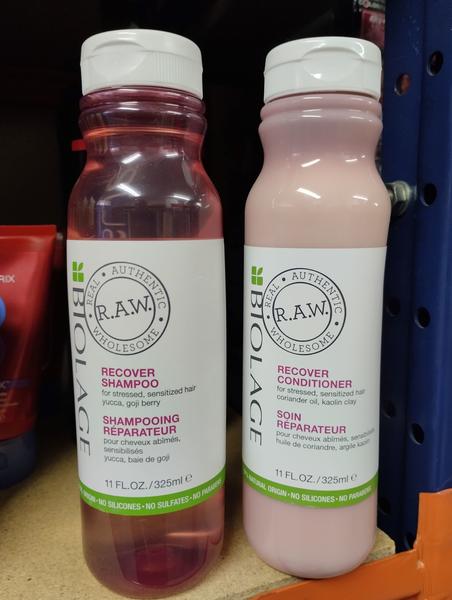 BIOLAGE
REAL • AUTHENTIC • WHOLESOME •
R.A.W.
RECOVER
SHAMPOO
for stressed, sensitized hair
yucca, goji berry
SHAMPOOING
RÉPARATEUR
pour cheveux abîmés,
sensibilisés
yucca, baie de goji
11 FL.OZ./325ml e
ORIGIN • NO SILICONES • NO SULFATES • NO PARABENS
BIOLAGE
REAL • AUTHENTIC • WHOLESOME •
R.A.W.
RECOVER
CONDITIONER
for stressed, sensitized hair
coriander oil, kaolin clay
SOIN
RÉPARATEUR
pour cheveux abîmés, sensibilisés
huile de coriandre, argile kaolin
11 FL.OZ./325ml e
NATURAL ORIGIN • NO SILICONES • NO PARABENS
RIX